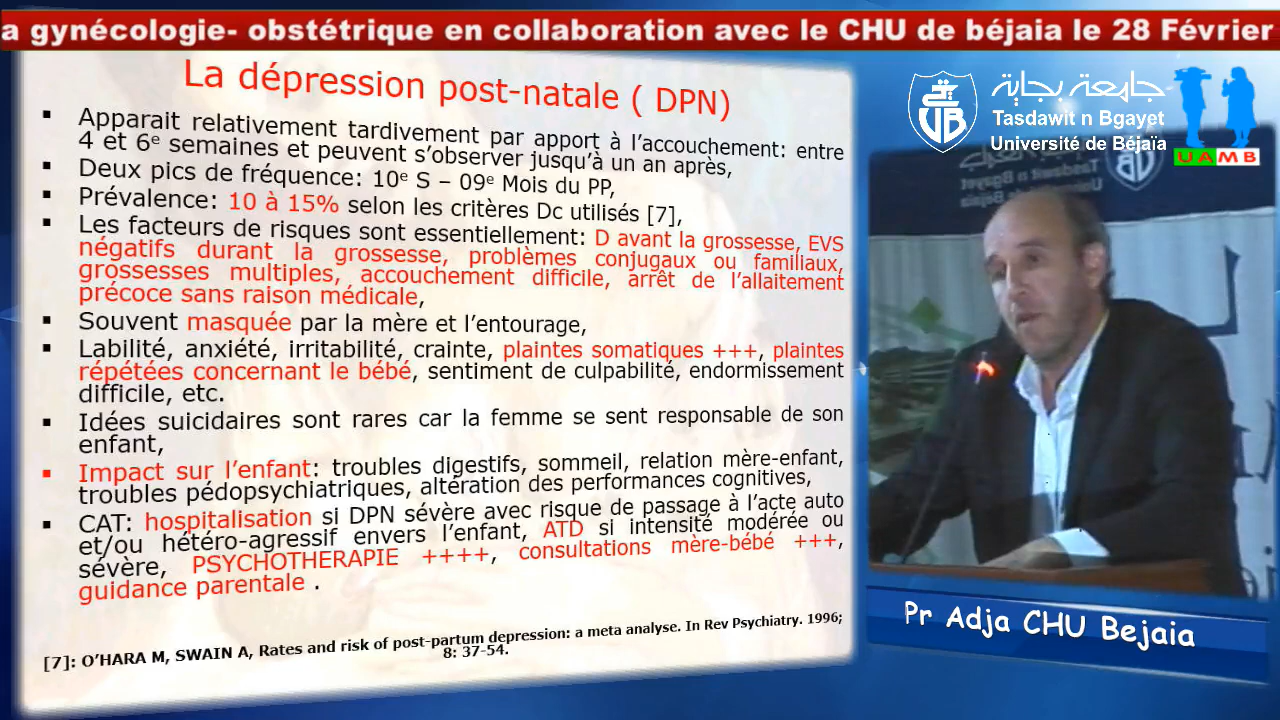 a gynécologie- obstétrique en collaboration avec le CHU de béjaia le 28 Février
La dépression post-natale ( DPN)
▪ Apparait relativement tardivement par apport à l’accouchement: entre
4 et 6e semaines et peuvent s’observer jusqu’à un an après,
▪ Deux pics de fréquence: 10e S – 09e Mois du PP,
▪ Prévalence: 10 à 15% selon les critères Dc utilisés [7],
▪ Les facteurs de risques sont essentiellement: D avant la grossesse, EVS
négatifs durant la grossesse, problèmes conjugaux ou familiaux,
grossesses multiples, accouchement difficile, arrêt de l’allaitement
précoce sans raison médicale,
▪ Souvent masquée par la mère et l’entourage,
▪ Labilité, anxiété, irritabilité, crainte, plaintes somatiques +++, plaintes
répétées concernant le bébé, sentiment de culpabilité, endormissement
difficile, etc.
▪ Idées suicidaires sont rares car la femme se sent responsable de son
enfant,
▪ Impact sur l’enfant: troubles digestifs, sommeil, relation mère-enfant,
troubles pédopsychiatriques, altération des performances cognitives,
▪ CAT: hospitalisation si DPN sévère avec risque de passage à l’acte auto
et/ou hétéro-agressif envers l’enfant, ATD si intensité modérée ou
sévère, PSYCHOTHERAPIE ++++, consultations mère-bébé +++,
guidance parentale .
[7]: O’HARA M, SWAIN A, Rates and risk of post-partum depression: a meta analyse. In Rev Psychiatry. 1996;
8: 37-54.
جامعة بجاية
Tasdawit n Bgayet
Université de Béjaïa
UAMB
Pr Adja CHU Bejaia